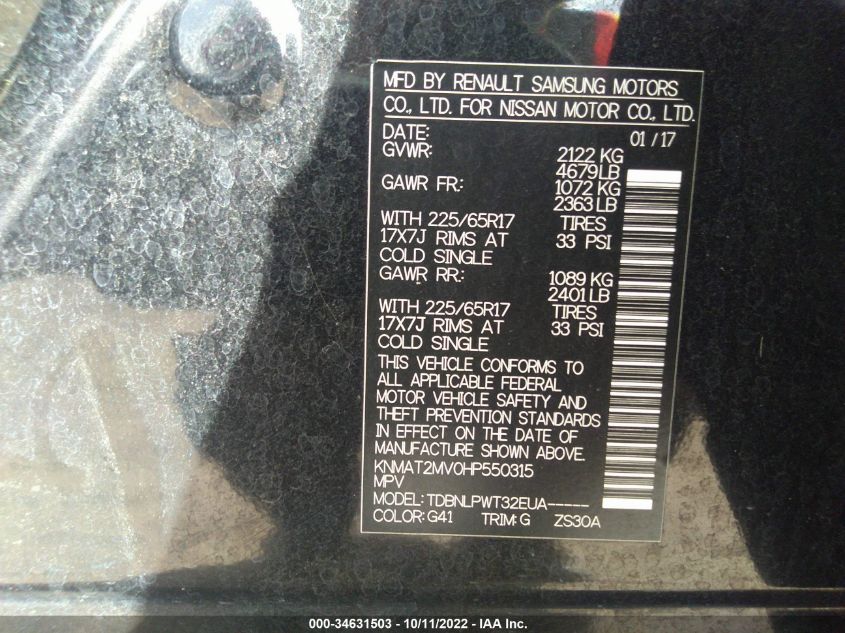 MFD BY RENAULT SAMSUNG MOTORS
CO., LTD. FOR NISSAN MOTOR CO., LTD.
DATE: 01/17
GVWR: 2122 KG
4679LB
GAWR FR: 1072 KG
2363LB
WITH 225/65R17 TIRES
17X7J RIMS AT 33 PSI
COLD SINGLE
GAWR RR: 1089 KG
2401LB
WITH 225/65R17 TIRES
17X7J RIMS AT 33 PSI
COLD SINGLE
THIS VEHICLE CONFORMS TO
ALL APPLICABLE FEDERAL
MOTOR VEHICLE SAFETY AND
THEFT PREVENTION STANDARDS
IN EFFECT ON THE DATE OF
MANUFACTURE SHOWN ABOVE.
KNMAT2MV0HP550315
MPV
MODEL: TDBNLPWT32EUA-----
COLOR: G41 TRIM: G ZS30A
000-34631503 - 10/11/2022 - IAA Inc.